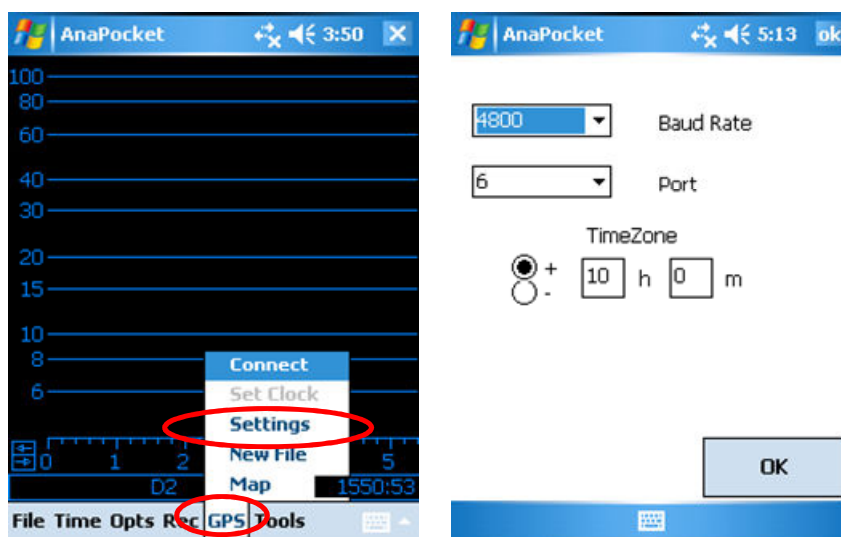 AnaPocket 3:50
100
80
60
40
30
20
15
10
8
6
Connect
Set Clock
Settings
New File
Map
0 1 2 5
D2 1550:53
File Time Opts Rec GPS Tools
AnaPocket 5:13 ok
4800 Baud Rate
6 Port
TimeZone
+ 10 h 0 m
-
OK